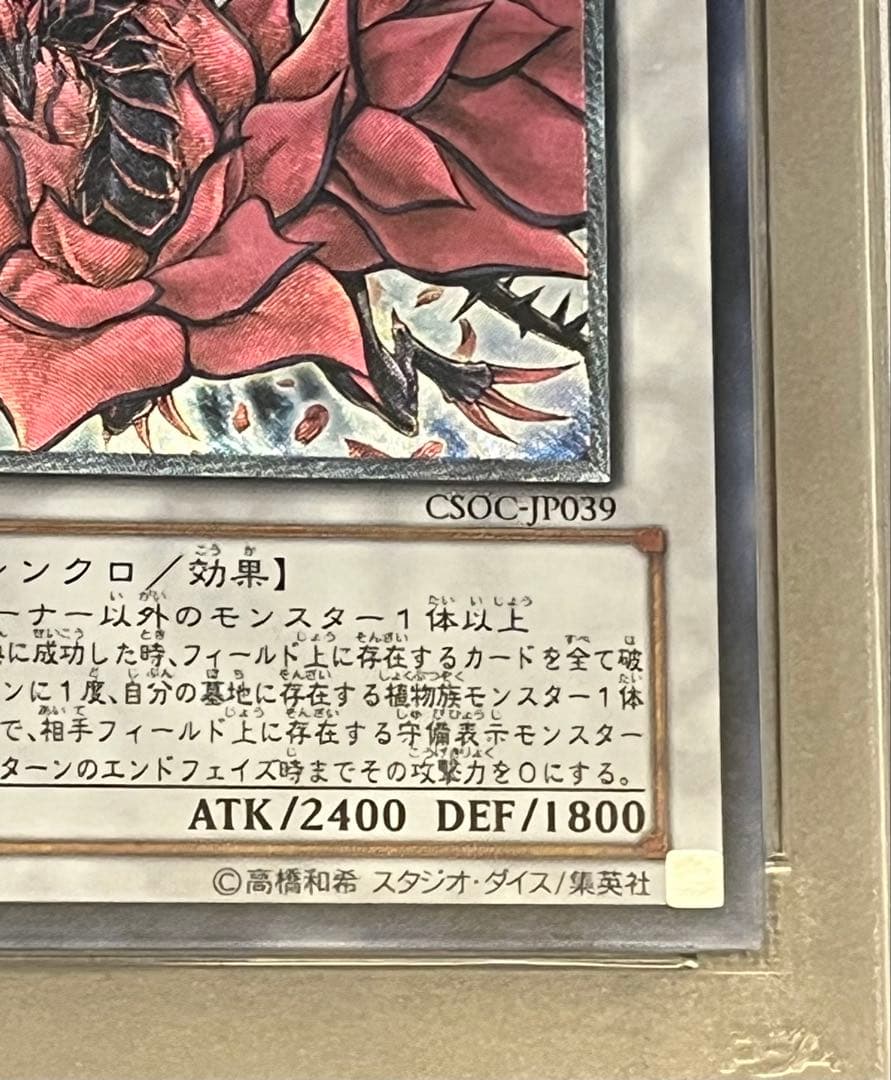 CSOC-JP039
シンクロ/効果】
ーナー以外のモンスター1体以上
に成功した時、フィールド上に存在するカードを全て破
ンに1度、自分の墓地に存在する植物族モンスター1体
で、相手フィールド上に存在する守備表示モンスター
ターンのエンドフェイズ時までその攻撃力を0にする。
ATK/2400 DEF/1800
©高橋和希 スタジオ・ダイス/集英社